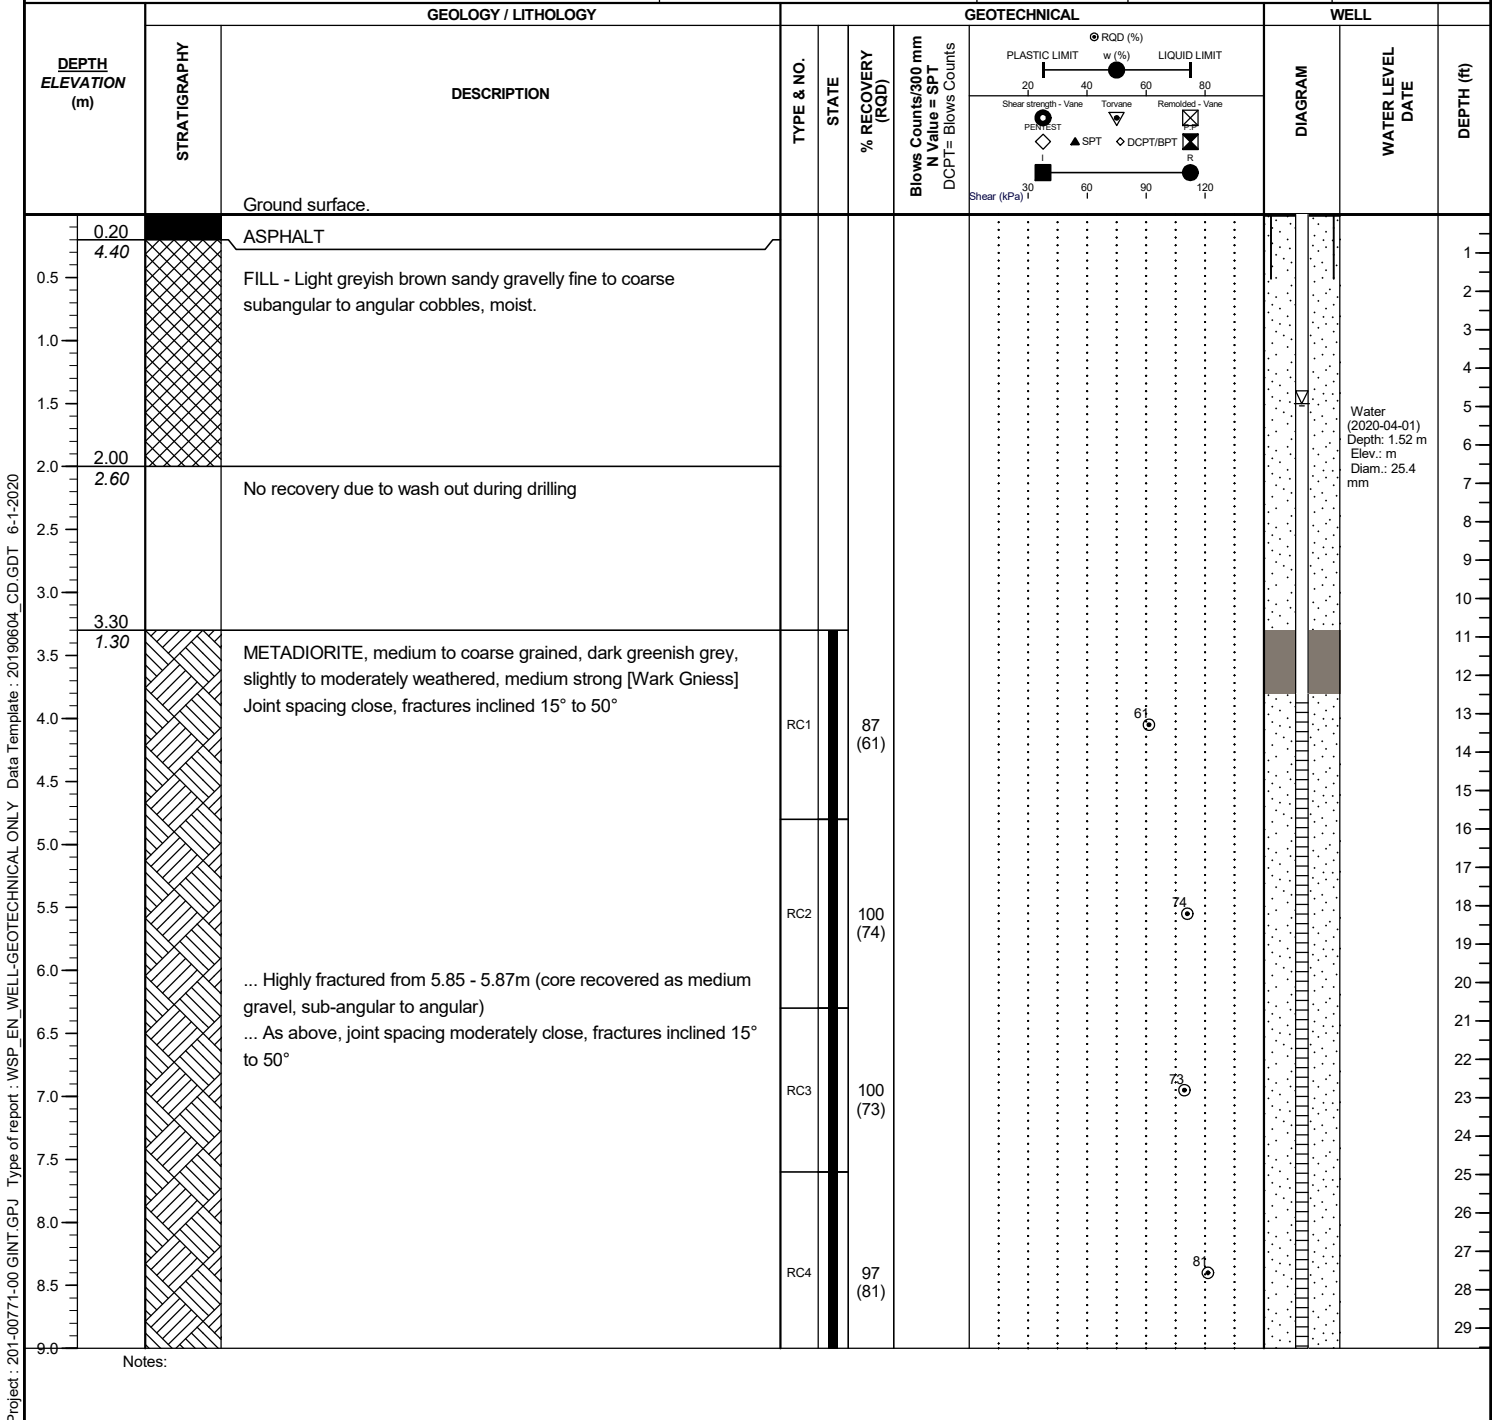 GEOLOGY / LITHOLOGY
GEOTECHNICAL
WELL
DEPTH
ELEVATION
(m)
STRATIGRAPHY
DESCRIPTION
TYPE & NO.
STATE
% RECOVERY
(RQD)
Blows Counts/300 mm
N Value = SPT
DCPT= Blows Counts
RQD (%)
PLASTIC LIMIT w (%) LIQUID LIMIT
20 40 60 80
Shear strength - Vane Torvane Remolded - Vane
PENTEST P.P
SPT DCPT/BPT
I R
Shear (kPa) 30 60 90 120
DIAGRAM
WATER LEVEL
DATE
DEPTH (ft)
Ground surface.
0.20
4.40
ASPHALT
FILL - Light greyish brown sandy gravelly fine to coarse
subangular to angular cobbles, moist.
2.00
2.60
No recovery due to wash out during drilling
3.30
1.30
METADIORITE, medium to coarse grained, dark greenish grey,
slightly to moderately weathered, medium strong [Wark Gniess]
Joint spacing close, fractures inclined 15° to 50°
... Highly fractured from 5.85 - 5.87m (core recovered as medium
gravel, sub-angular to angular)
... As above, joint spacing moderately close, fractures inclined 15°
to 50°
0.5
1.0
1.5
2.0
2.5
3.0
3.5
4.0
4.5
5.0
5.5
6.0
6.5
7.0
7.5
8.0
8.5
9.0
RC1
87
(61)
61
RC2
100
(74)
74
RC3
100
(73)
73
RC4
97
(81)
81
Water
(2020-04-01)
Depth: 1.52 m
Elev.: m
Diam.: 25.4
mm
1
2
3
4
5
6
7
8
9
10
11
12
13
14
15
16
17
18
19
20
21
22
23
24
25
26
27
28
29
Notes:
Project : 201-00771-00 GINT.GPJ Type of report : WSP_EN_WELL-GEOTECHNICAL ONLY Data Template : 20190604_CD.GDT 6-1-2020